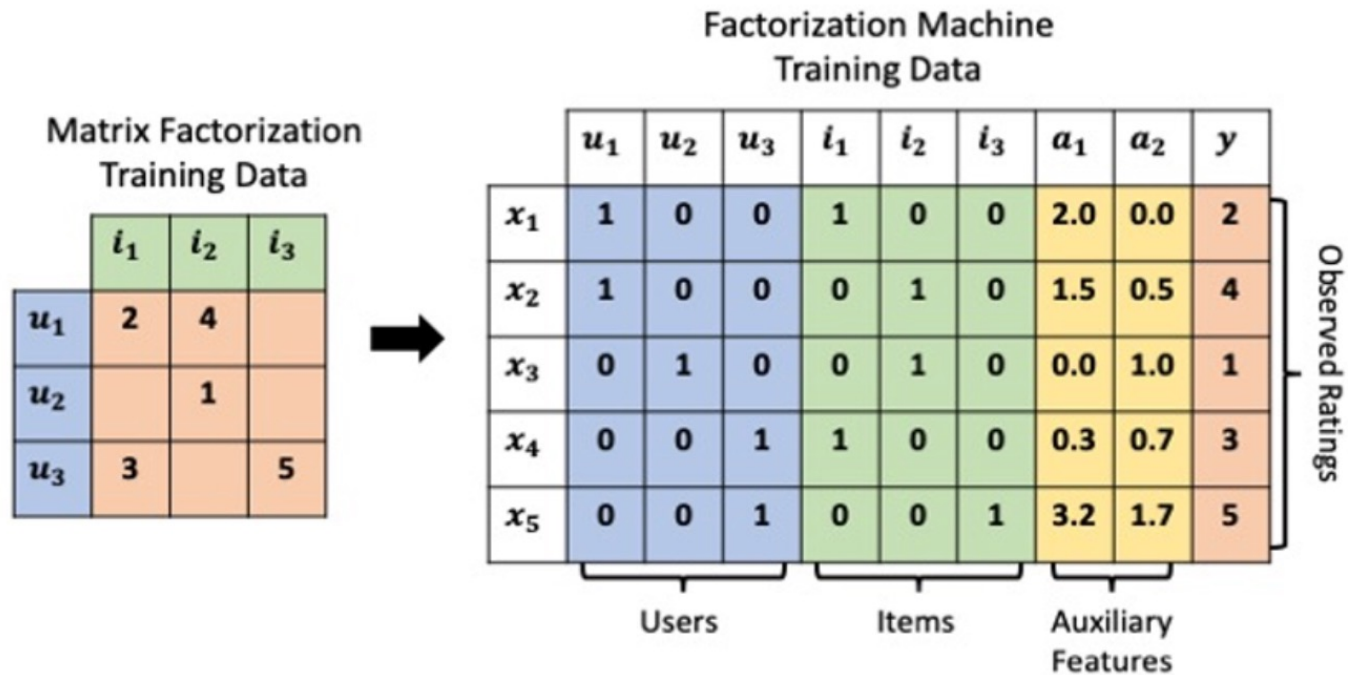 Factorization Machine
Training Data
Matrix Factorization
Training Data
i₁ i₂ i₃
u₁ 2 4
u₂ 1
u₃ 3 5
u₁ u₂ u₃ i₁ i₂ i₃ a₁ a₂ y
x₁ 1 0 0 1 0 0 2.0 0.0 2
x₂ 1 0 0 0 1 0 1.5 0.5 4
x₃ 0 1 0 0 1 0 0.0 1.0 1
x₄ 0 0 1 1 0 0 0.3 0.7 3
x₅ 0 0 1 0 0 1 3.2 1.7 5
Observed Ratings
Users
Items
Auxiliary
Features